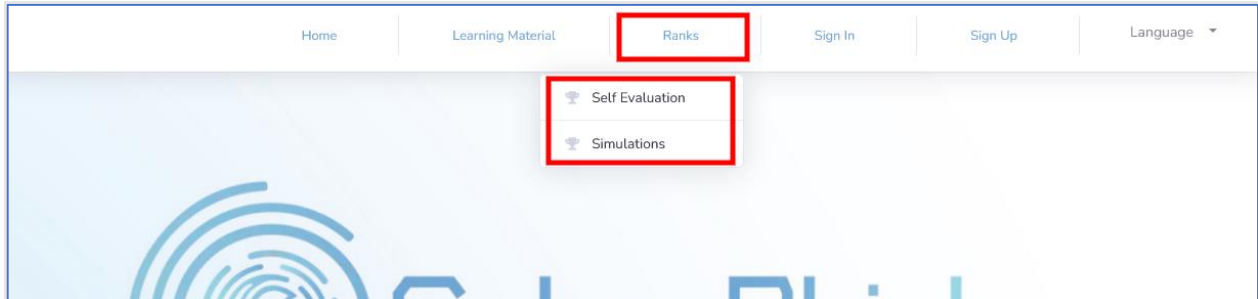 Home Learning Material Ranks Sign In Sign Up Language
Self Evaluation
Simulations